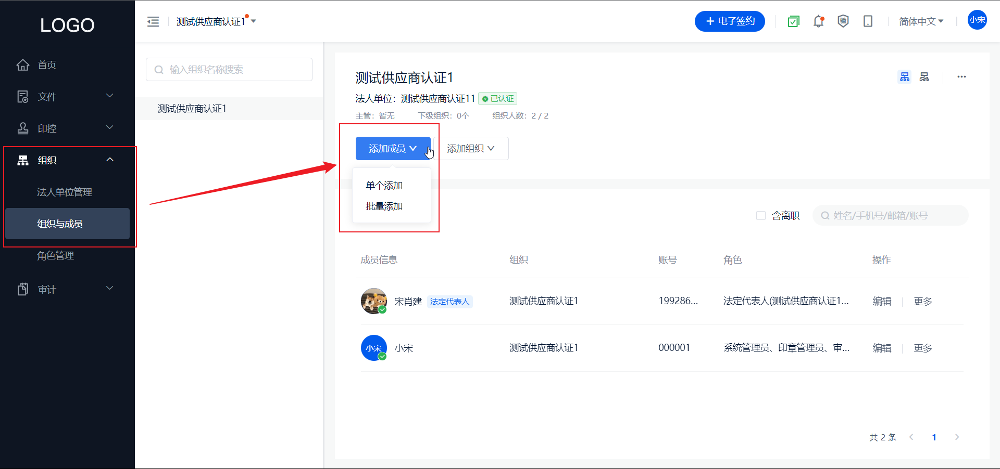 LOGO
首页
文件
印控
组织
法人单位管理
组织与成员
角色管理
审计
测试供应商认证1
电子签约
验
简体中文
小宋
输入组织名称搜索
测试供应商认证1
测试供应商认证1
法人单位：测试供应商认证11 已认证
主管：暂无 下级组织：0个 组织人数：2 / 2
添加成员 添加组织
单个添加
批量添加
含离职 姓名/手机号/邮箱/账号
成员信息 组织 账号 角色 操作
宋肖建 法定代表人 测试供应商认证1 199286... 法定代表人(测试供应商认证1... 编辑 更多
小宋 小宋 测试供应商认证1 000001 系统管理员、印章管理员、审... 编辑 更多
共 2 条 1